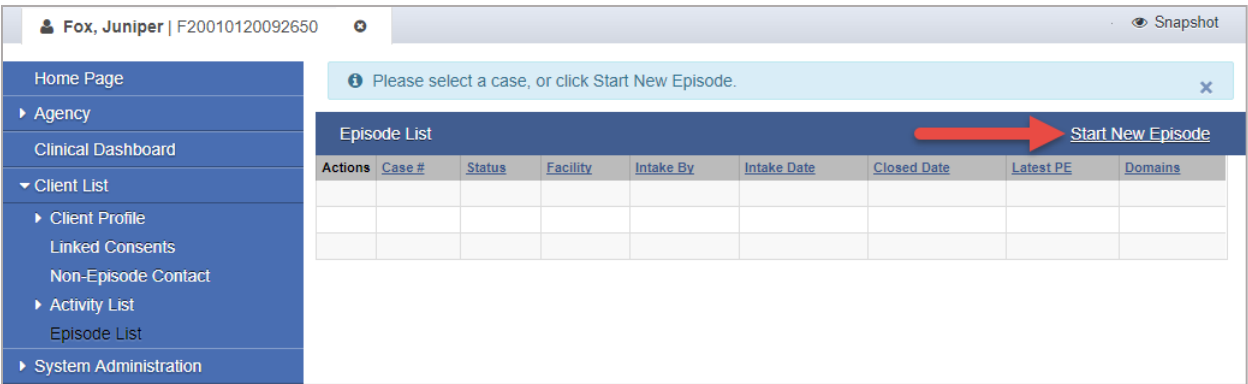 Fox, Juniper | F20010120092650
Snapshot
Home Page
Agency
Clinical Dashboard
Client List
Client Profile
Linked Consents
Non-Episode Contact
Activity List
Episode List
System Administration
Please select a case, or click Start New Episode.
Episode List Start New Episode
Actions Case # Status Facility Intake By Intake Date Closed Date Latest PE Domains